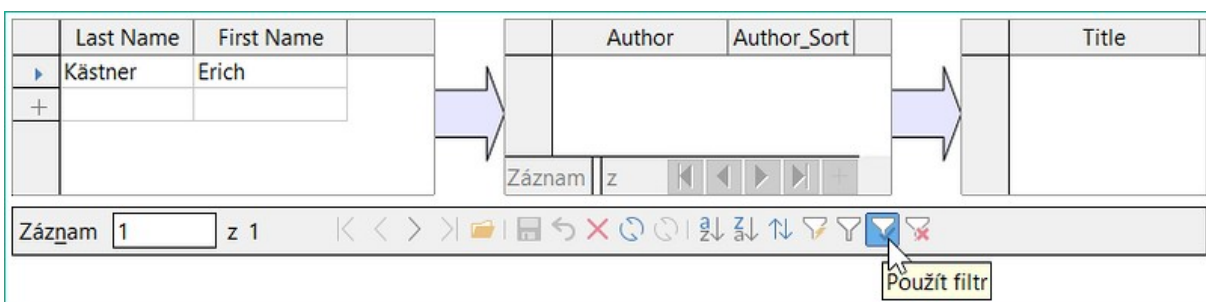 Last Name First Name Author Author_Sort Title
Kästner Erich
Záznam z
Záznam 1 z 1
Použít filtr